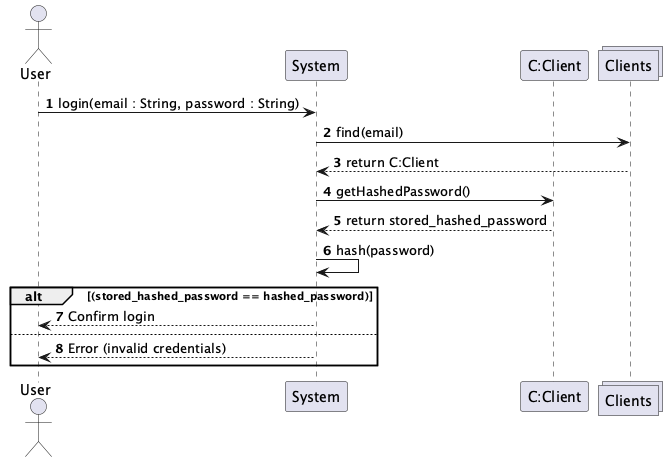 User
System
C:Client
Clients
1 login(email : String, password : String)
2 find(email)
3 return C:Client
4 getHashedPassword()
5 return stored_hashed_password
6 hash(password)
alt [(stored_hashed_password == hashed_password)]
7 Confirm login
8 Error (invalid credentials)
User
System
C:Client
Clients